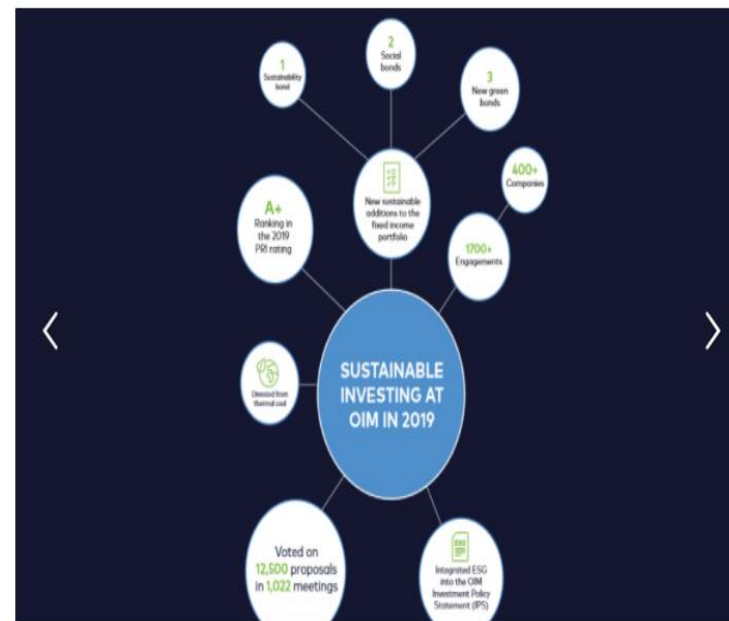 1
Sustainability
bond
2
Social
bonds
3
New green
bonds
400+
Companies
New sustainable
additions to the
fixed income
portfolio
A+
Ranking in
the 2019
PRI rating
1700+
Engagements
SUSTAINABLE
INVESTING AT
OIM IN 2019
Divested from
thermal coal
Voted on
12,500 proposals
in 1,022 meetings
ESG
Integrated ESG
into the OIM
Investment Policy
Statement (IPS)